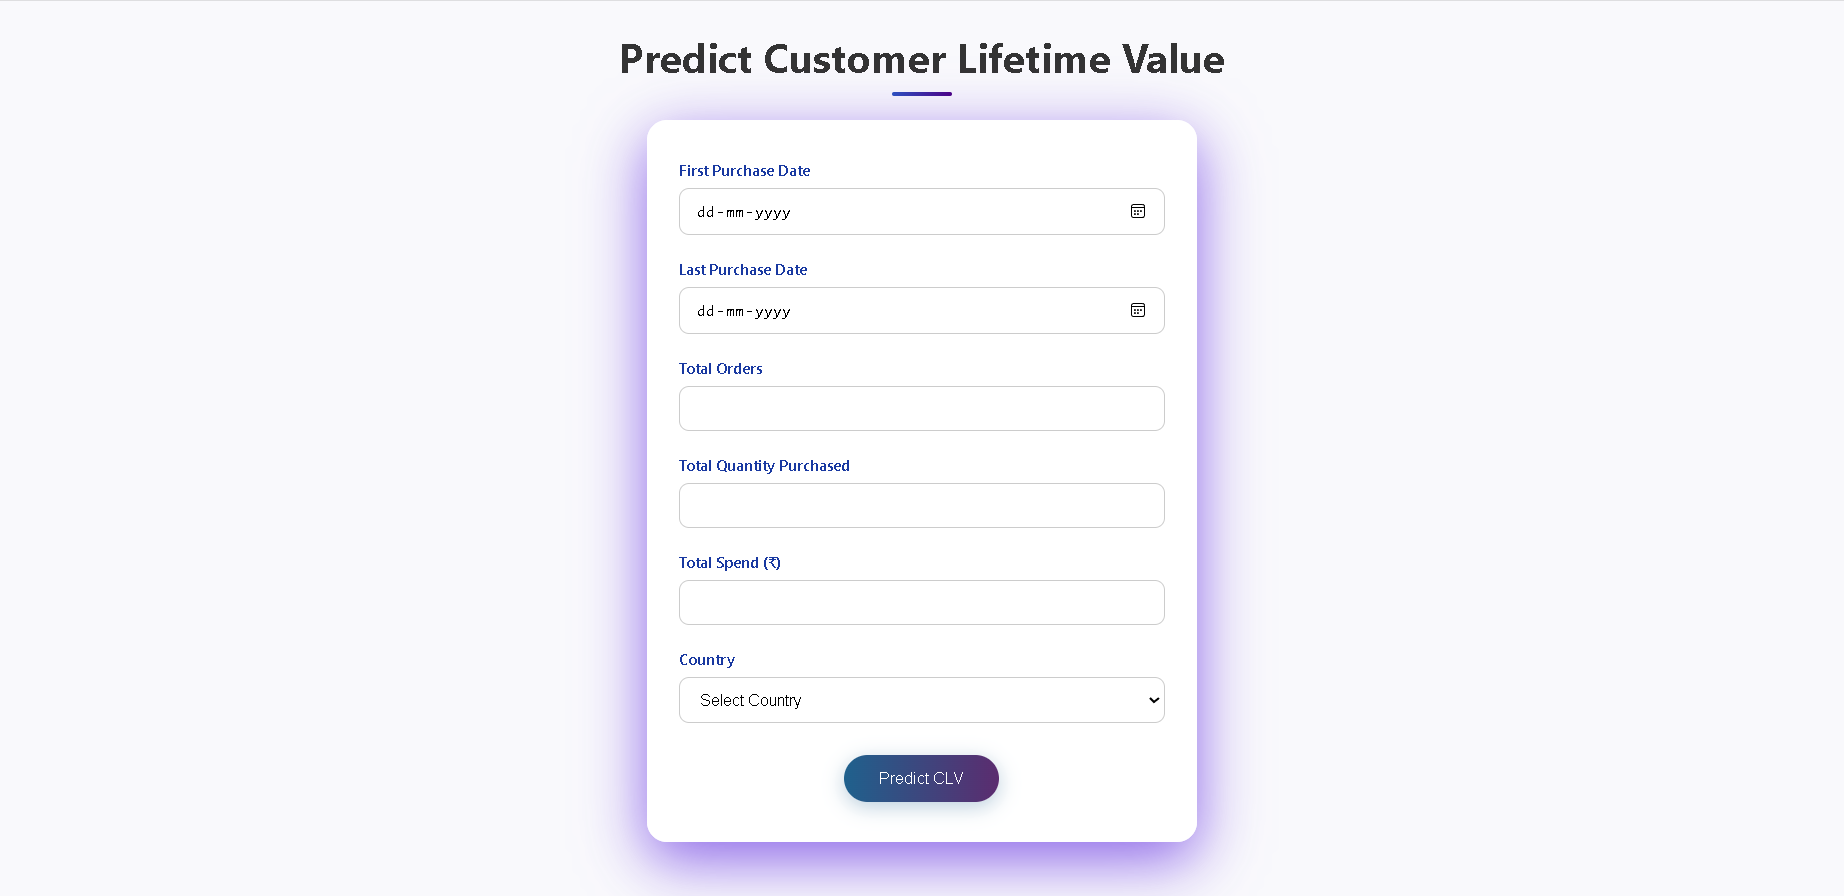 Predict Customer Lifetime Value
First Purchase Date
dd-mm-yyyy
Last Purchase Date
dd-mm-yyyy
Total Orders
Total Quantity Purchased
Total Spend (₹)
Country
Select Country
Predict CLV